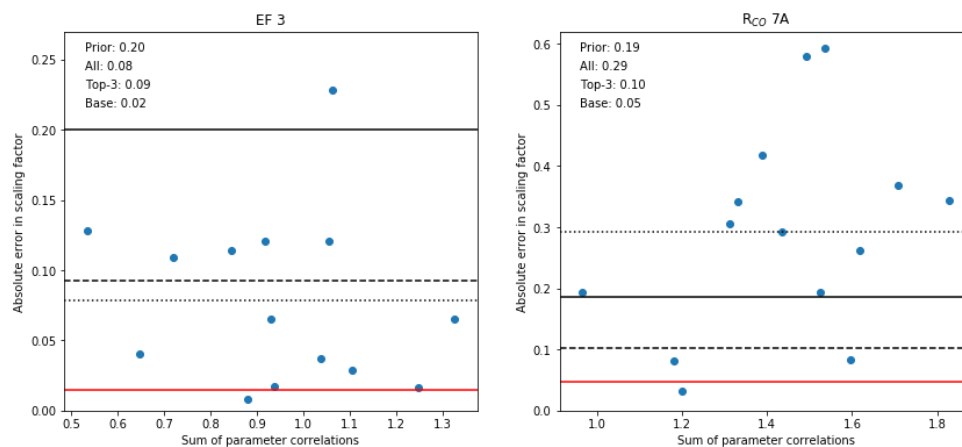 EF 3
Prior: 0.20
All: 0.08
Top-3: 0.09
Base: 0.02
Absolute error in scaling factor
0.25
0.20
0.15
0.10
0.05
0.00
0.5 0.6 0.7 0.8 0.9 1.0 1.1 1.2 1.3
Sum of parameter correlations
R_CO 7A
Prior: 0.19
All: 0.29
Top-3: 0.10
Base: 0.05
Absolute error in scaling factor
0.6
0.5
0.4
0.3
0.2
0.1
0.0
1.0 1.2 1.4 1.6 1.8
Sum of parameter correlations